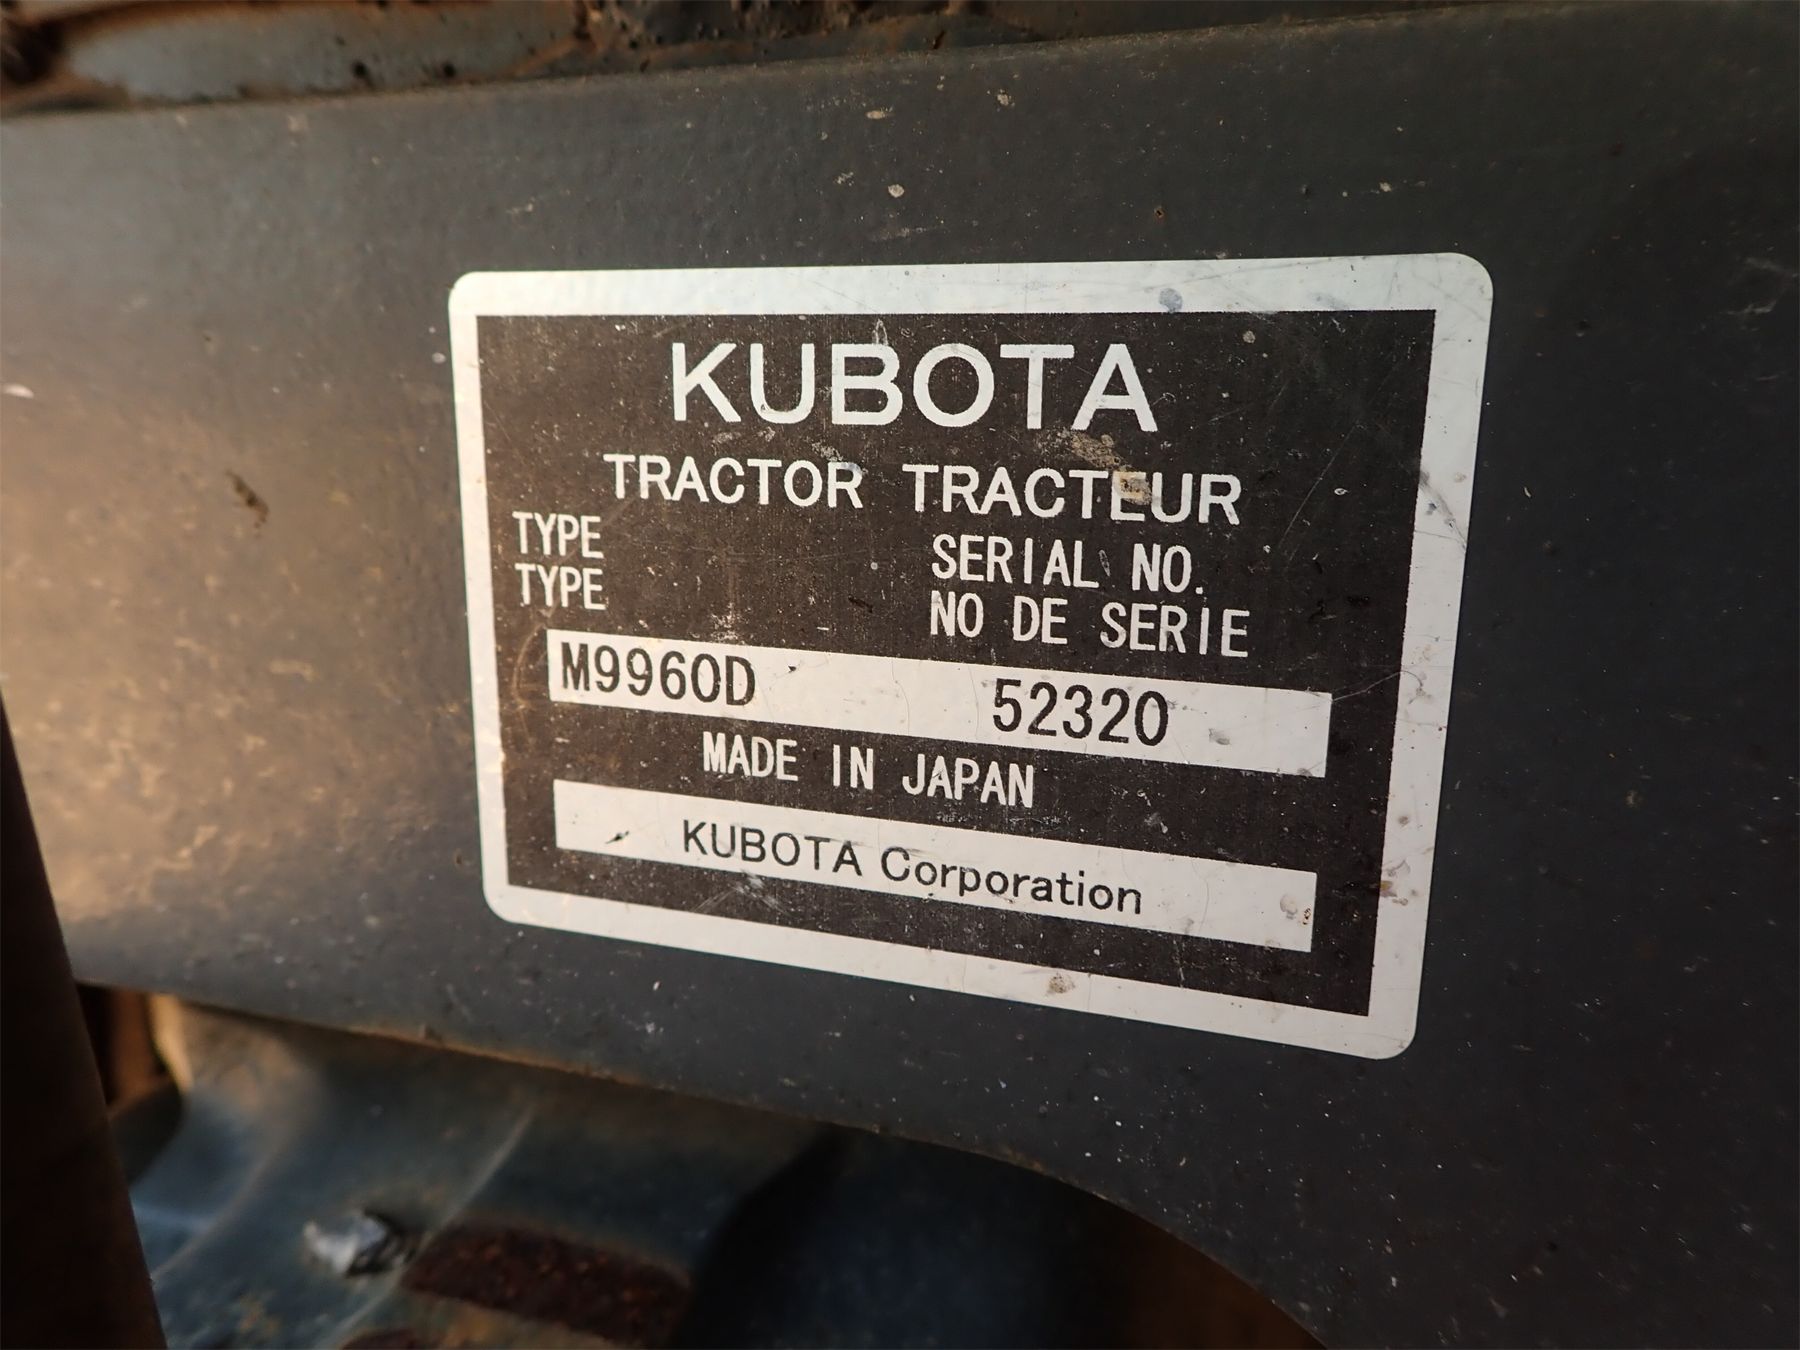 KUBOTA
TRACTOR TRACTEUR
TYPE SERIAL NO.
TYPE NO DE SERIE
M9960D 52320
MADE IN JAPAN
KUBOTA Corporation